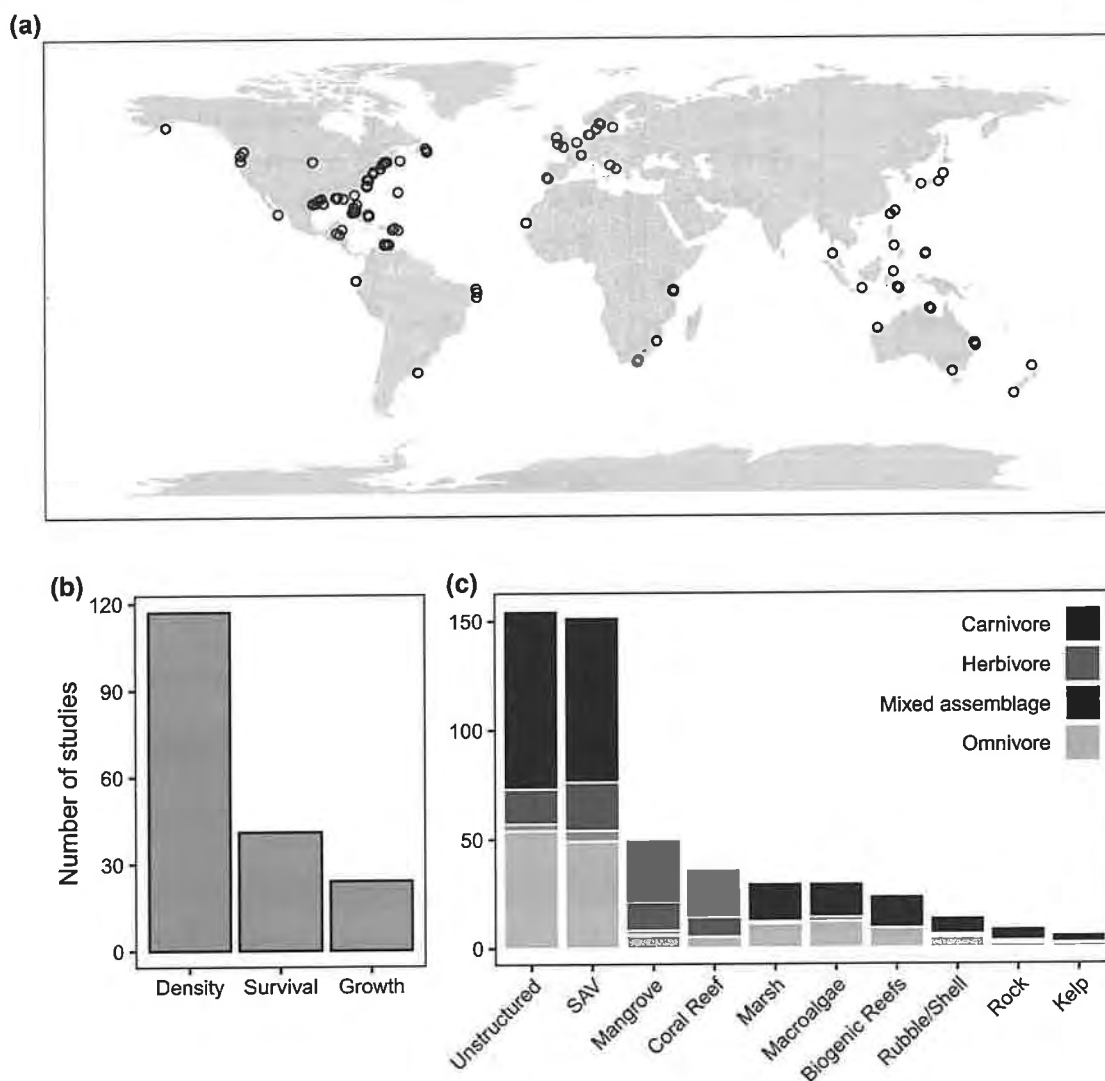 (a)
(b)
120
90
60
30
0
Number of studies
Density
Survival
Growth
(c)
150
100
50
0
Carnivore
Herbivore
Mixed assemblage
Omnivore
Unstructured
SAV
Mangrove
Coral Reef
Marsh
Macroalgae
Biogenic Reefs
Rubble/Shell
Rock
Kelp